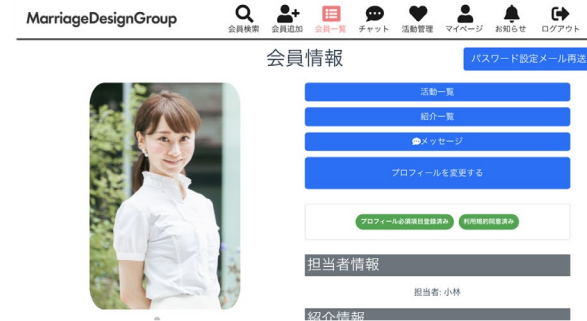 MarriageDesignGroup
会員検索 会員追加 会員一覧 チャット 活動管理 マイページ お知らせ ログアウト
会員情報
パスワード設定メール再送
活動一覧
紹介一覧
メッセージ
プロフィールを変更する
プロフィール必須項目登録済み 利用規約同意済み
担当者情報
担当者: 小林
紹介情報